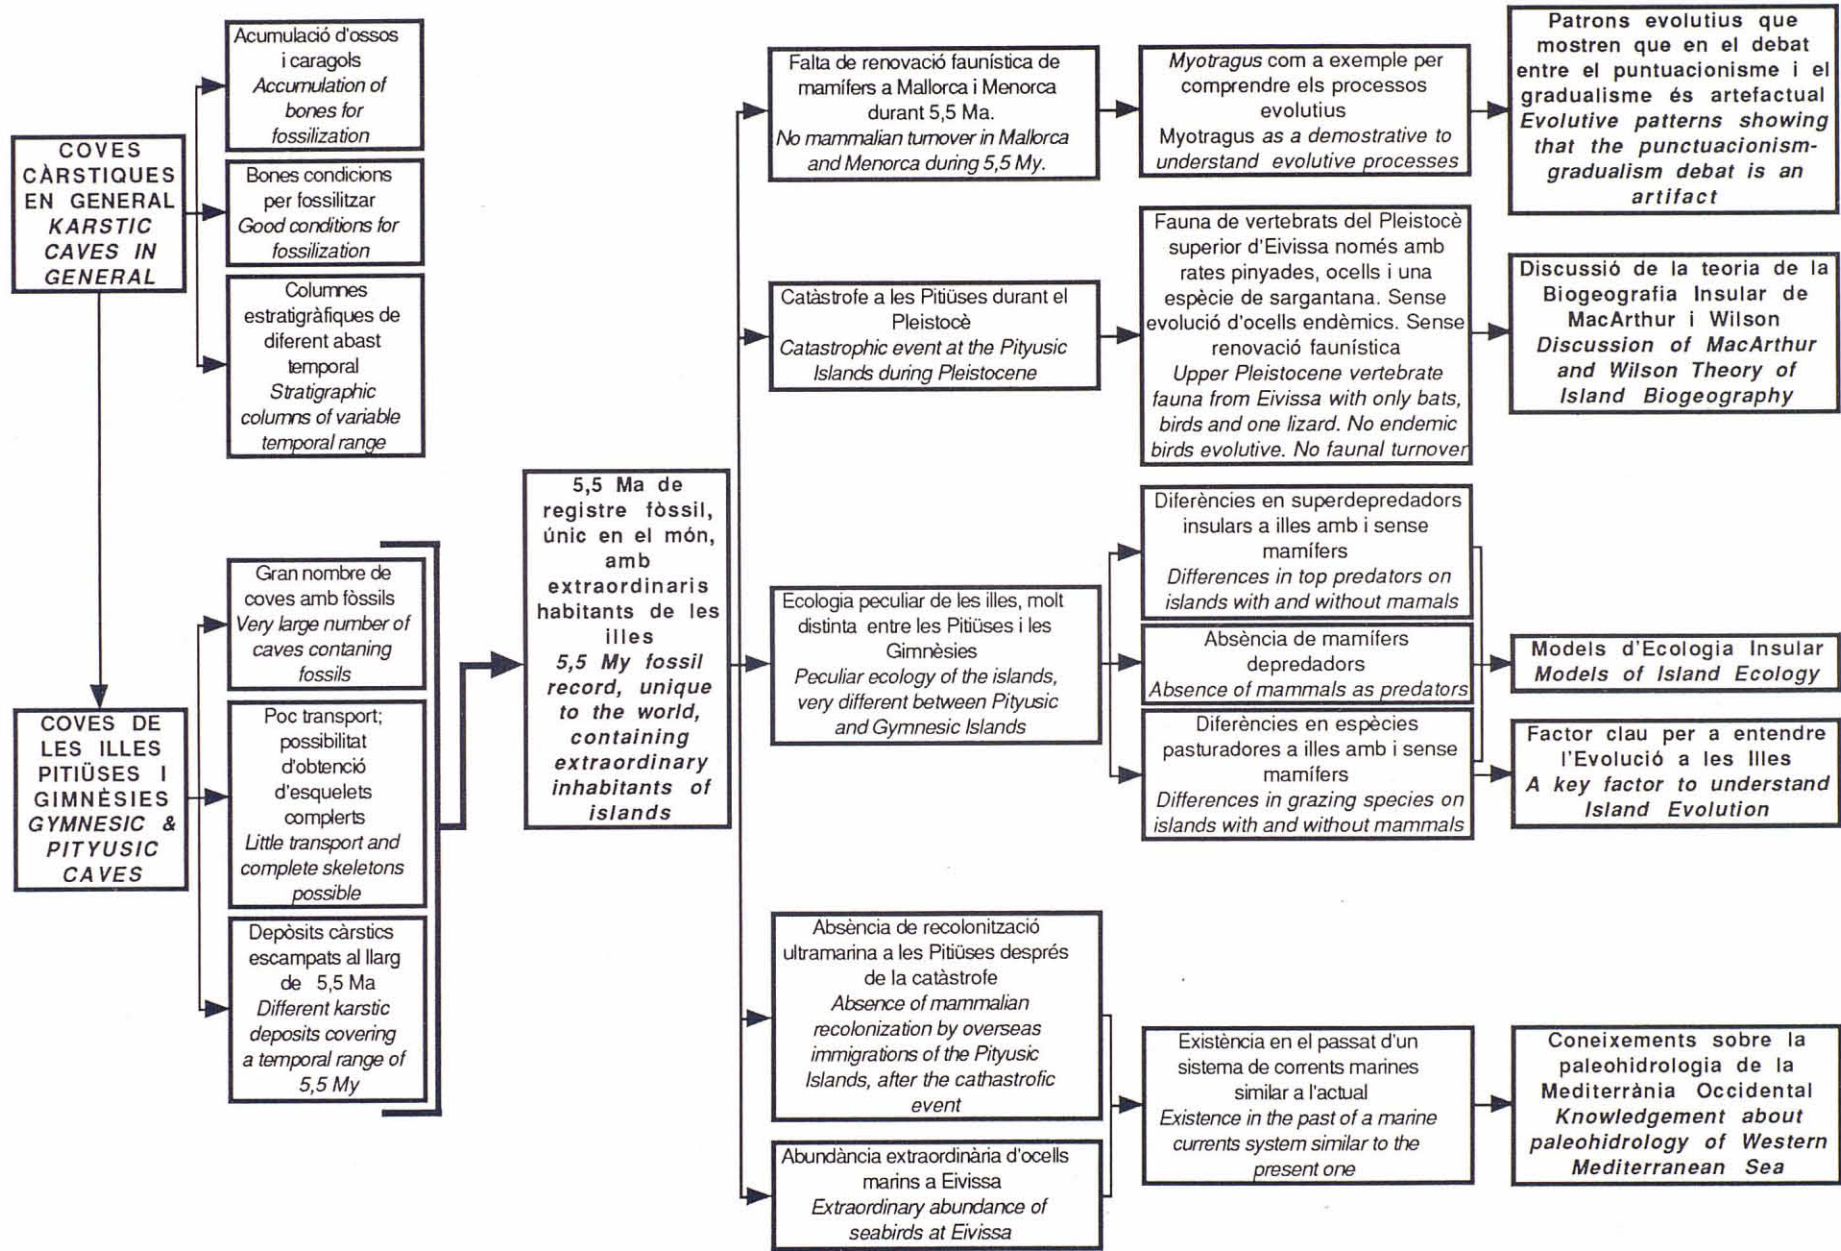 COVES
CÀRSTIQUES
EN GENERAL
KARSTIC
CAVES IN
GENERAL
Acumulació d'ossos
i caragols
Accumulation of
bones for
fossilization
Bones condicions
per fossilitzar
Good conditions for
fossilization
Columnes
estratigràfiques de
diferent abast
temporal
Stratigraphic
columns of variable
temporal range
COVES DE
LES ILLES
PITIÜSES I
GIMNÈSIES
GYMNESIC &
PITYUSIC
CAVES
Gran nombre de
coves amb fòssils
Very large number of
caves contaning
fossils
Poc transport;
possibilitat
d'obtenció
d'esquelets
complerts
Little transport and
complete skeletons
possible
Depòsits càrstics
escampats al llarg
de 5,5 Ma
Different karstic
deposits covering
a temporal range of
5,5 My
5,5 Ma de
registre fòssil,
únic en el món,
amb
extraordinaris
habitants de les
illes
5,5 My fossil
record, unique
to the world,
containing
extraordinary
inhabitants of
islands
Falta de renovació faunística de
mamífers a Mallorca i Menorca
durant 5,5 Ma.
No mammalian turnover in Mallorca
and Menorca during 5,5 My.
Myotragus com a exemple per
comprendre els processos
evolutius
Myotragus as a demostrative to
understand evolutive processes
Patrons evolutius que
mostren que en el debat
entre el puntuacionisme i el
gradualisme és artefactual
Evolutive patterns showing
that the punctuacionism-
gradualism debat is an
artifact
Catàstrofe a les Pitiüses durant el
Pleistocè
Catastrophic event at the Pityusic
Islands during Pleistocene
Fauna de vertebrats del Pleistocè
superior d'Eivissa només amb
rates pinyades, ocells i una
espècie de sargantana. Sense
evolució d'ocells endèmics. Sense
renovació faunística
Upper Pleistocene vertebrate
fauna from Eivissa with only bats,
birds and one lizard. No endemic
birds evolutive. No faunal turnover
Discussió de la teoria de la
Biogeografia Insular de
MacArthur i Wilson
Discussion of MacArthur
and Wilson Theory of
Island Biogeography
Ecologia peculiar de les illes, molt
distinta entre les Pitiüses i les
Gimnèsies
Peculiar ecology of the islands,
very different between Pityusic
and Gymnesic Islands
Diferències en superdepredadors
insulars a illes amb i sense
mamífers
Differences in top predators on
islands with and without mamals
Absència de mamífers
depredadors
Absence of mammals as predators
Diferències en espècies
pasturadores a illes amb i sense
mamífers
Differences in grazing species on
islands with and without mammals
Models d'Ecologia Insular
Models of Island Ecology
Factor clau per a entendre
l'Evolució a les Illes
A key factor to understand
Island Evolution
Absència de recolonització
ultramarina a les Pitiüses després
de la catàstrofe
Absence of mammalian
recolonization by overseas
immigrations of the Pityusic
Islands, after the cathastrofic
event
Abundància extraordinària d'ocells
marins a Eivissa
Extraordinary abundance of
seabirds at Eivissa
Existència en el passat d'un
sistema de corrents marines
similar a l'actual
Existence in the past of a marine
currents system similar to the
present one
Coneixements sobre la
paleohidrologia de la
Mediterrània Occidental
Knowledgement about
paleohidrology of Western
Mediterranean Sea